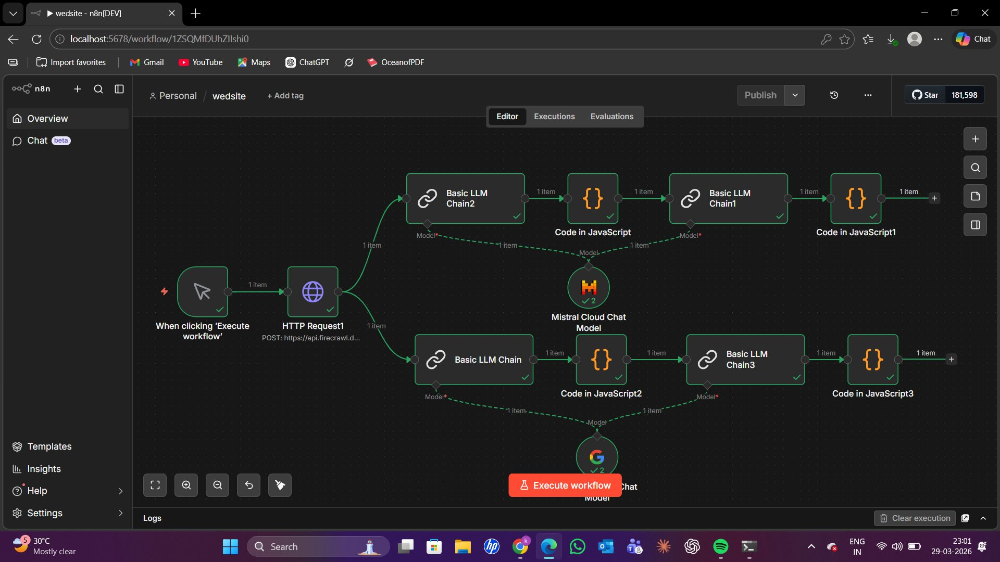 wedsite - n8n[DEV]
localhost:5678/workflow/1ZSQMfDUhZIlshi0
Chat
Import favorites
Gmail
YouTube
Maps
ChatGPT
OceanofPDF
n8n
Personal / wedsite
+ Add tag
Publish
Star 181,598
Overview
Editor
Executions
Evaluations
Chat beta
Basic LLM
Chain2
1 item
1 item
Basic LLM
Chain1
1 item
1 item
Code in JavaScript
Code in JavaScript1
Model*
Model*
1 item
1 item
1 item
Model
1 item
When clicking ‘Execute
workflow’
HTTP Request1
POST: https://api.firecrawl.d...
1 item
2
Mistral Cloud Chat
Model
Basic LLM Chain
1 item
1 item
Basic LLM
Chain3
1 item
1 item
Code in JavaScript2
Code in JavaScript3
Model*
Model*
1 item
1 item
Model
2
Execute workflow
Chat
Model
Templates
Insights
Help
Settings
Logs
Clear execution
5
30°C
Mostly clear
Search
hp
k
ENG
IN
23:01
29-03-2026